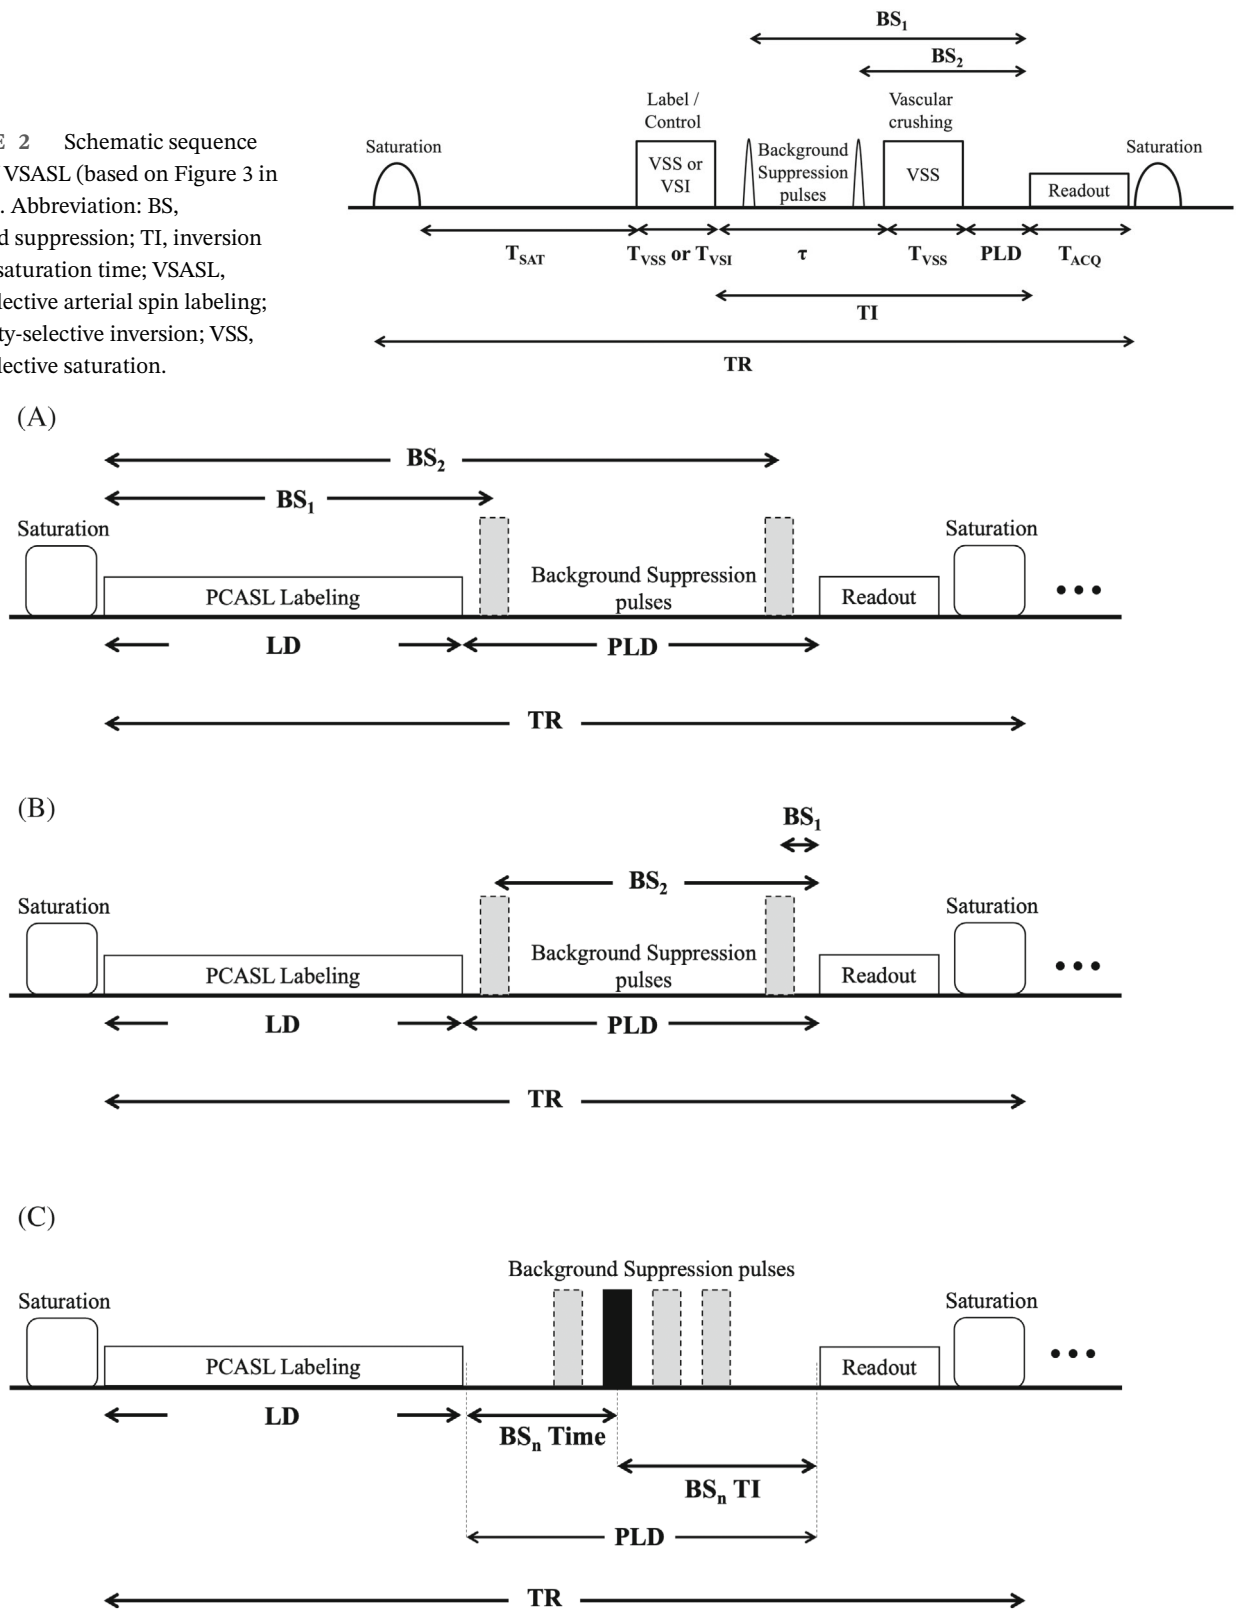 BS1
BS2
E 2 Schematic sequence
VSASL (based on Figure 3 in
. Abbreviation: BS,
d suppression; TI, inversion
saturation time; VSASL,
lective arterial spin labeling;
ty-selective inversion; VSS,
lective saturation.
Label / Control
Vascular crushing
Saturation
VSS or VSI
Background Suppression pulses
VSS
Readout
Saturation
TSAT
TVSS or TVSI
τ
TVSS
PLD
TACQ
TI
TR
(A)
BS2
BS1
Saturation
Saturation
PCASL Labeling
Background Suppression
pulses
Readout
LD
PLD
TR
(B)
BS1
BS2
Saturation
Saturation
PCASL Labeling
Background Suppression
pulses
Readout
LD
PLD
TR
(C)
Background Suppression pulses
Saturation
Saturation
PCASL Labeling
Readout
LD
BSn Time
BSn TI
PLD
TR